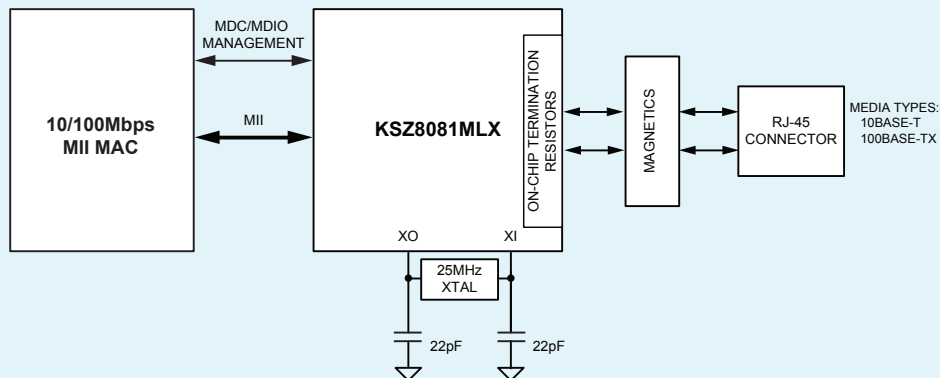 MDC/MDIO
MANAGEMENT
MII
10/100Mbps
MII MAC
KSZ8081MLX
ON-CHIP TERMINATION
RESISTORS
MAGNETICS
RJ-45
CONNECTOR
MEDIA TYPES:
10BASE-T
100BASE-TX
XO
XI
25MHz
XTAL
22pF
22pF